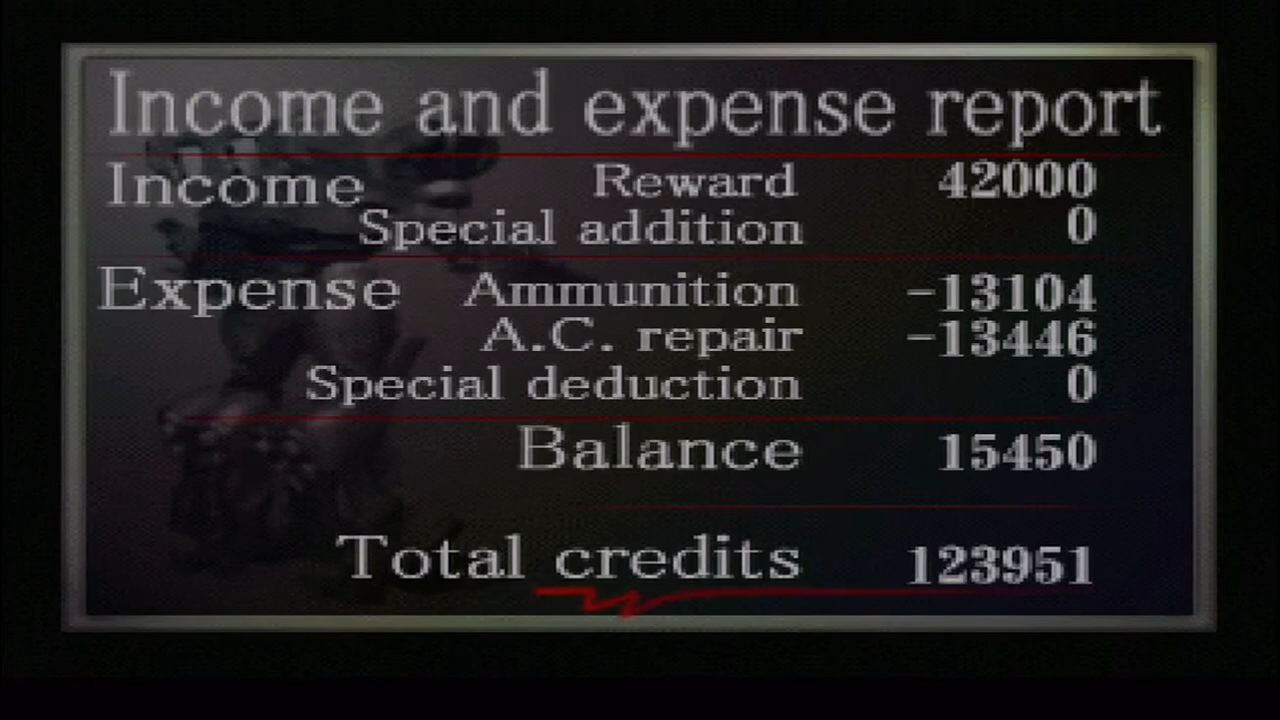 Income and expense report
Income Reward 42000
Special addition 0
Expense Ammunition -13104
A.C. repair -13446
Special deduction 0
Balance 15450
Total credits 123951